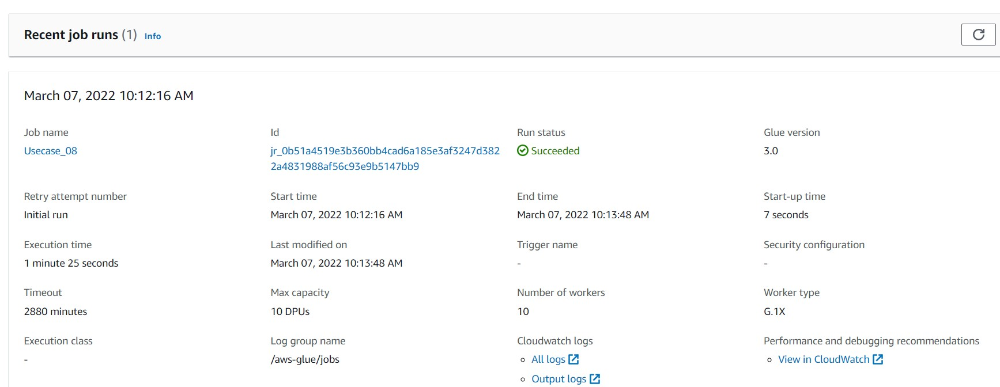 Recent job runs (1) Info
March 07, 2022 10:12:16 AM
Job name Id Run status Glue version
Usecase_08 jr_0b51a4519e3b360bb4cad6a185e3af3247d382 Succeeded 3.0
2a4831988af56c93e9b5147bb9
Retry attempt number Start time End time Start-up time
Initial run March 07, 2022 10:12:16 AM March 07, 2022 10:13:48 AM 7 seconds
Execution time Last modified on Trigger name Security configuration
1 minute 25 seconds March 07, 2022 10:13:48 AM - -
Timeout Max capacity Number of workers Worker type
2880 minutes 10 DPUs 10 G.1X
Execution class Log group name Cloudwatch logs Performance and debugging recommendations
- /aws-glue/jobs All logs View in CloudWatch
Output logs